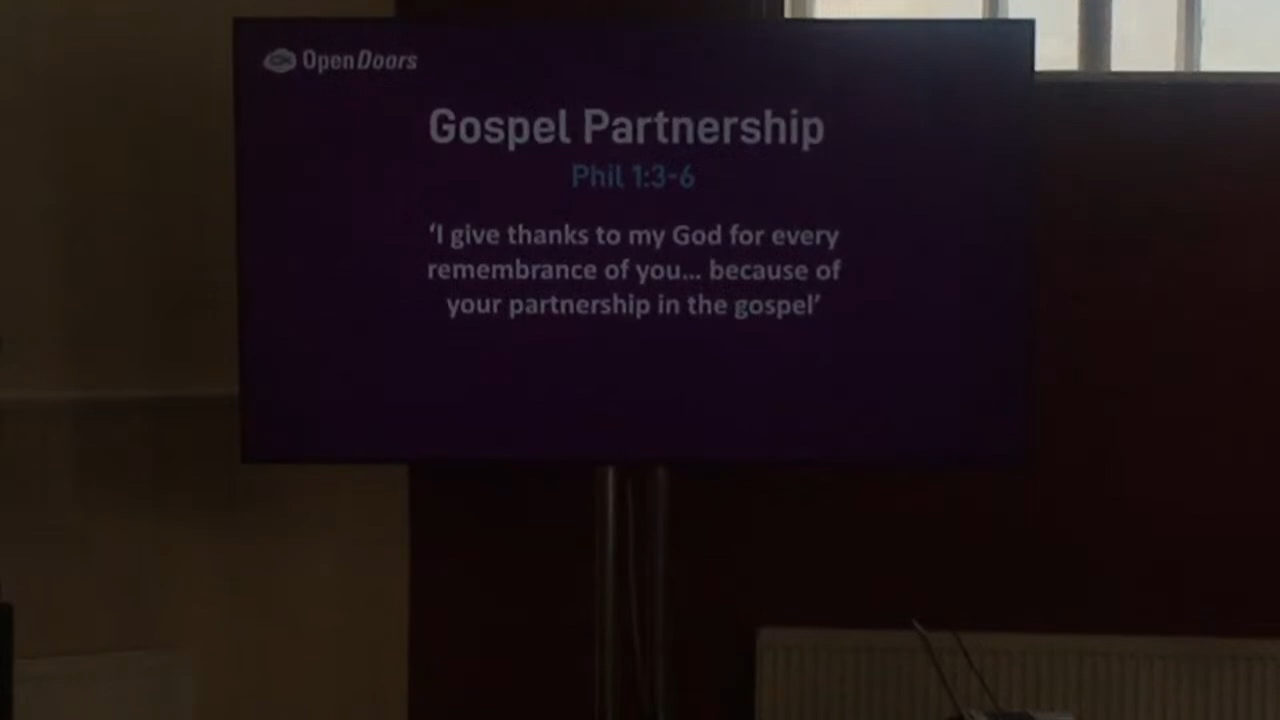 OpenDoors
Gospel Partnership
Phil 1:3-6
‘I give thanks to my God for every
remembrance of you... because of
your partnership in the gospel’